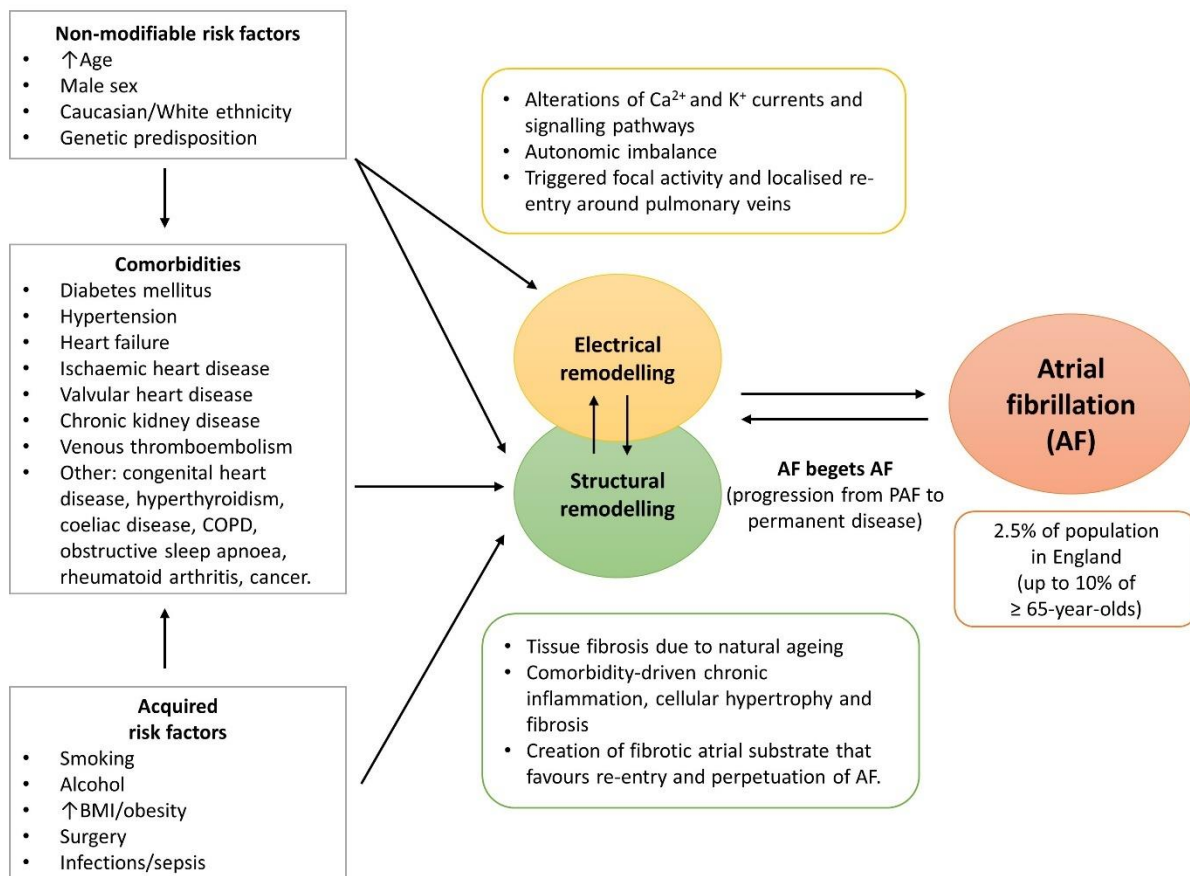 Non-modifiable risk factors
• ↑Age
• Male sex
• Caucasian/White ethnicity
• Genetic predisposition
Comorbidities
• Diabetes mellitus
• Hypertension
• Heart failure
• Ischaemic heart disease
• Valvular heart disease
• Chronic kidney disease
• Venous thromboembolism
• Other: congenital heart
disease, hyperthyroidism,
coeliac disease, COPD,
obstructive sleep apnoea,
rheumatoid arthritis, cancer.
Acquired
risk factors
• Smoking
• Alcohol
• ↑BMI/obesity
• Surgery
• Infections/sepsis
• Alterations of Ca²⁺ and K⁺ currents and
signalling pathways
• Autonomic imbalance
• Triggered focal activity and localised re-
entry around pulmonary veins
Electrical
remodelling
Structural
remodelling
• Tissue fibrosis due to natural ageing
• Comorbidity-driven chronic
inflammation, cellular hypertrophy and
fibrosis
• Creation of fibrotic atrial substrate that
favours re-entry and perpetuation of AF.
AF begets AF
(progression from PAF to
permanent disease)
Atrial
fibrillation
(AF)
2.5% of population
in England
(up to 10% of
≥ 65-year-olds)